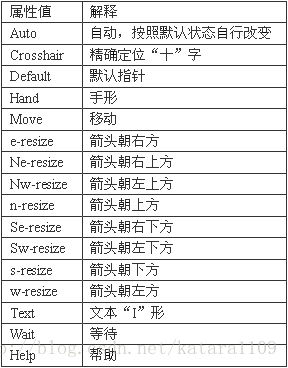 属性值 解释
Auto 自动，按照默认状态自行改变
Crosshair 精确定位“十”字
Default 默认指针
Hand 手形
Move 移动
e-resize 箭头朝右方
Ne-resize 箭头朝右上方
Nw-resize 箭头朝左上方
n-resize 箭头朝上方
Se-resize 箭头朝右下方
Sw-resize 箭头朝左下方
s-resize 箭头朝下方
w-resize 箭头朝左方
Text 文本“I”形
Wait 等待
Help 帮助